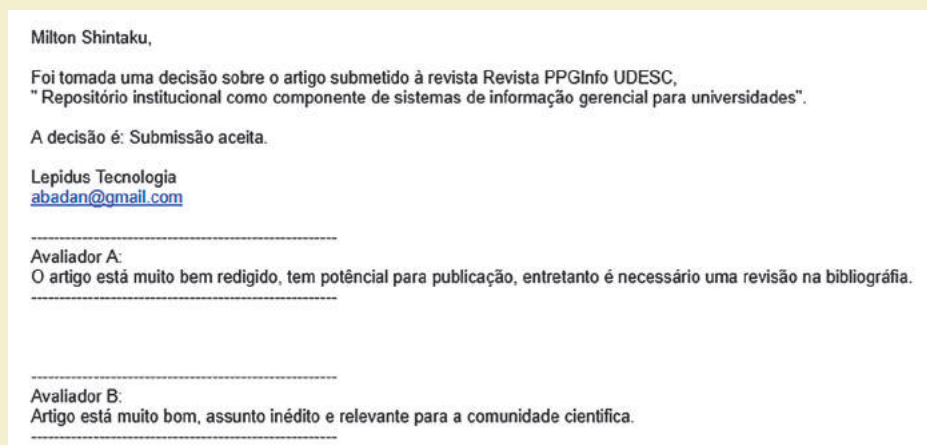 Milton Shintaku,
Foi tomada uma decisão sobre o artigo submetido à revista Revista PPGInfo UDESC,
" Repositório institucional como componente de sistemas de informação gerencial para universidades".
A decisão é: Submissão aceita.
Lepidus Tecnologia
abadan@gmail.com
------------------------------------------------------
Avaliador A:
O artigo está muito bem redigido, tem potêncial para publicação, entretanto é necessário uma revisão na bibliográfia.
------------------------------------------------------
------------------------------------------------------
Avaliador B:
Artigo está muito bom, assunto inédito e relevante para a comunidade cientifica.
------------------------------------------------------